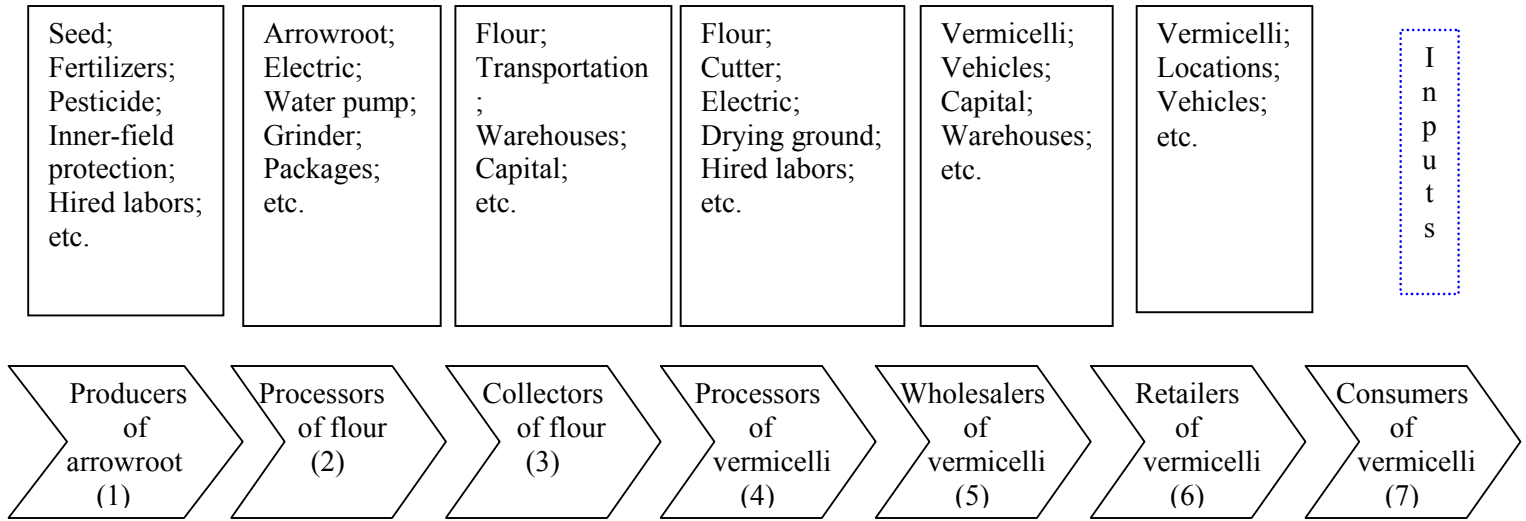 Seed;
Fertilizers;
Pesticide;
Inner-field
protection;
Hired labors;
etc.
Arrowroot;
Electric;
Water pump;
Grinder;
Packages;
etc.
Flour;
Transportation
;
Warehouses;
Capital;
etc.
Flour;
Cutter;
Electric;
Drying ground;
Hired labors;
etc.
Vermicelli;
Vehicles;
Capital;
Warehouses;
etc.
Vermicelli;
Locations;
Vehicles;
etc.
I
n
p
u
t
s
Producers
of
arrowroot
(1)
Processors
of flour
(2)
Collectors
of flour
(3)
Processors
of
vermicelli
(4)
Wholesalers
of
vermicelli
(5)
Retailers
of
vermicelli
(6)
Consumers
of
vermicelli
(7)